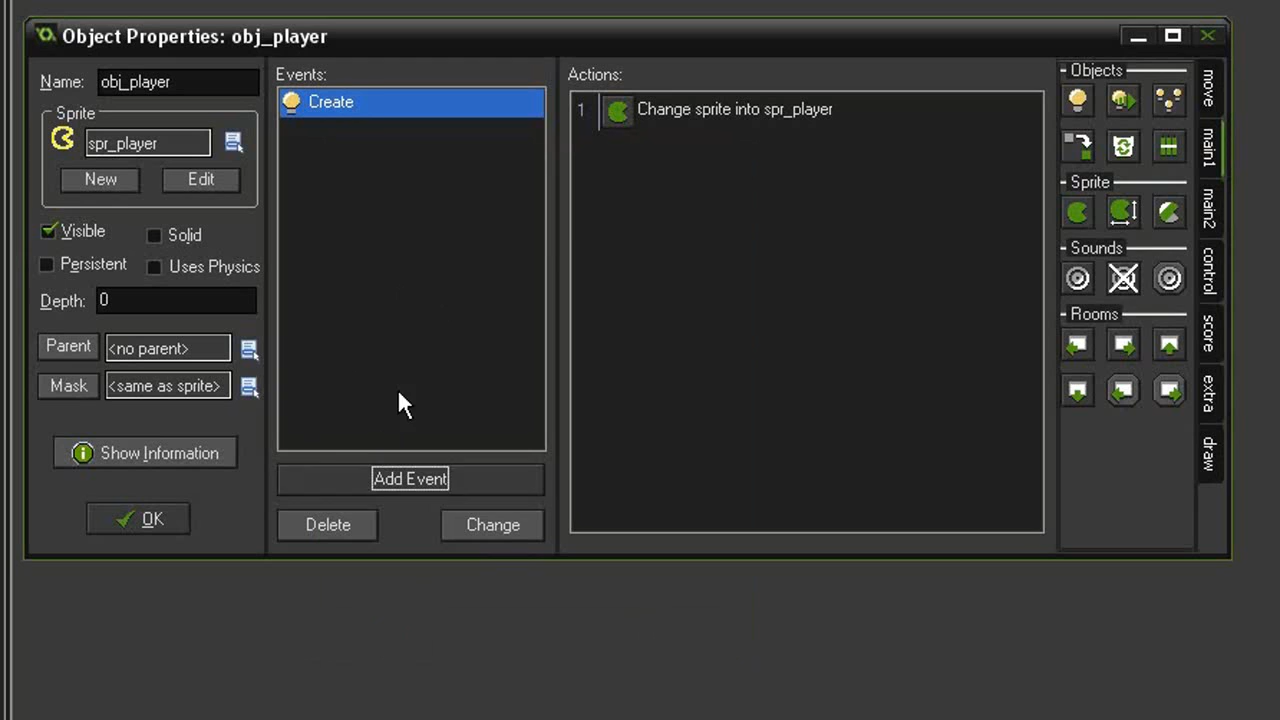 Object Properties: obj_player
Name: obj_player
Sprite
spr_player
New Edit
Visible Solid
Persistent Uses Physics
Depth: 0
Parent <no parent>
Mask <same as sprite>
Show Information
OK
Events:
Create
Add Event
Delete Change
Actions:
1 Change sprite into spr_player
Objects
Sprite
Sounds
Rooms
move
main1
main2
control
score
extra
draw